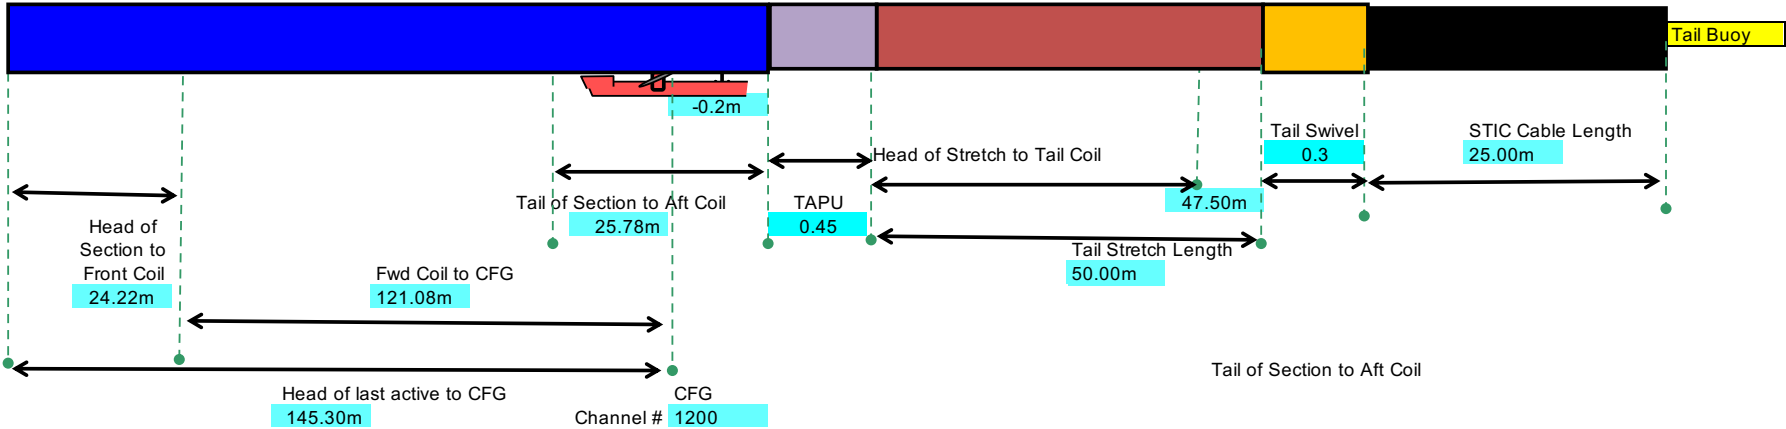 Tail Buoy
-0.2m
Tail Swivel
0.3
STIC Cable Length
25.00m
Head of Stretch to Tail Coil
47.50m
Tail of Section to Aft Coil
25.78m
TAPU
0.45
Head of
Section to
Front Coil
24.22m
Fwd Coil to CFG
121.08m
Tail Stretch Length
50.00m
Tail of Section to Aft Coil
Head of last active to CFG
145.30m
CFG
Channel # 1200